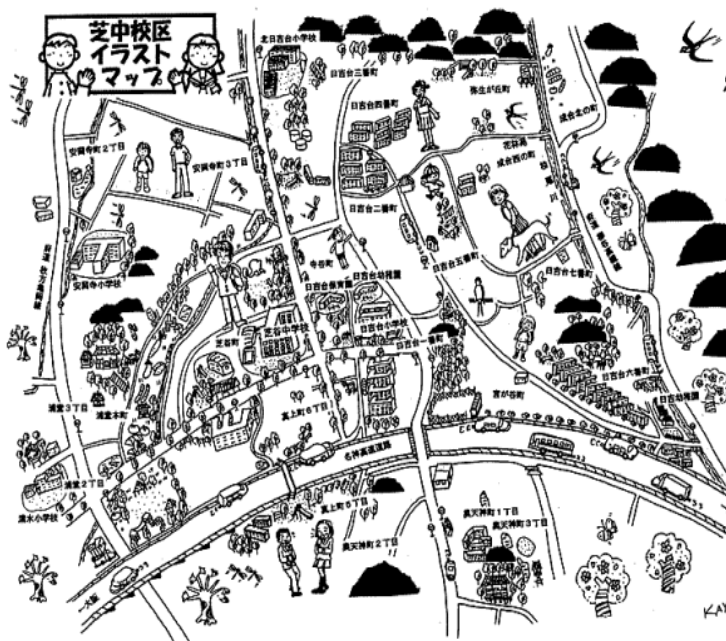 芝中校区
イラスト
マップ
北日吉台小学校
日吉台三番町
日吉台四番町
弥生が丘町
成合北の町
安岡寺町2丁目
安岡寺町3丁目
成合西の町
日吉台二番町
寺谷町
日吉台五番町
日吉台七番町
安岡寺小学校
日吉台保育園
日吉台幼稚園
日吉台小学校
芝谷町
芝谷中学校
日吉台一番町
日吉台六番町
浦堂3丁目
浦堂本町
真上町6丁目
宮が谷町
日吉幼稚園
名神高速道路
浦堂2丁目
清水小学校
真上町5丁目
奥天神町1丁目
奥天神町3丁目
奥天神町2丁目
大阪